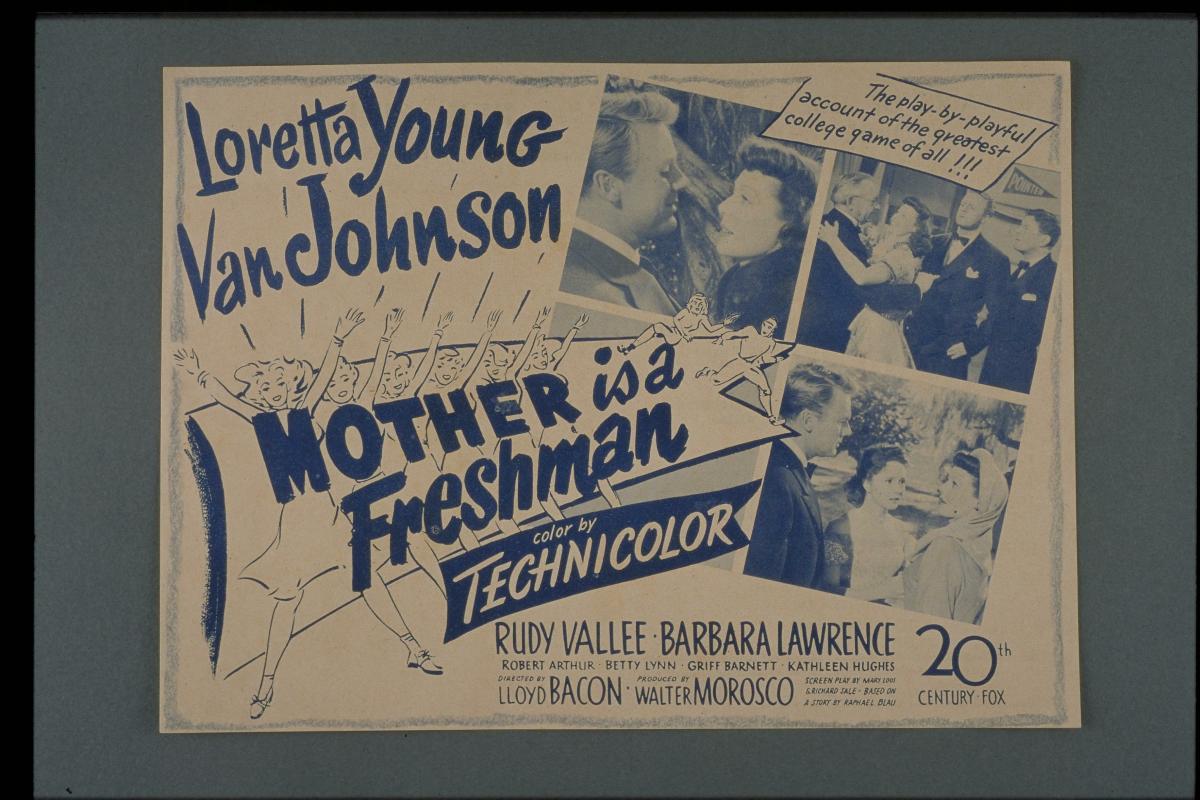 Loretta Young
Van Johnson
The play-by-playful
account of the greatest
college game of all!!!
POINTER
MOTHER is a
Freshman
color by
TECHNICOLOR
RUDY VALLEE · BARBARA LAWRENCE
ROBERT ARTHUR · BETTY LYNN · GRIFF BARNETT · KATHLEEN HUGHES
DIRECTED BY
LLOYD BACON ·
PRODUCED BY
WALTER MOROSCO
SCREEN PLAY BY MARY LOOS
& RICHARD SALE · BASED ON
A STORY BY RAPHAEL BLAU
20th
CENTURY-FOX